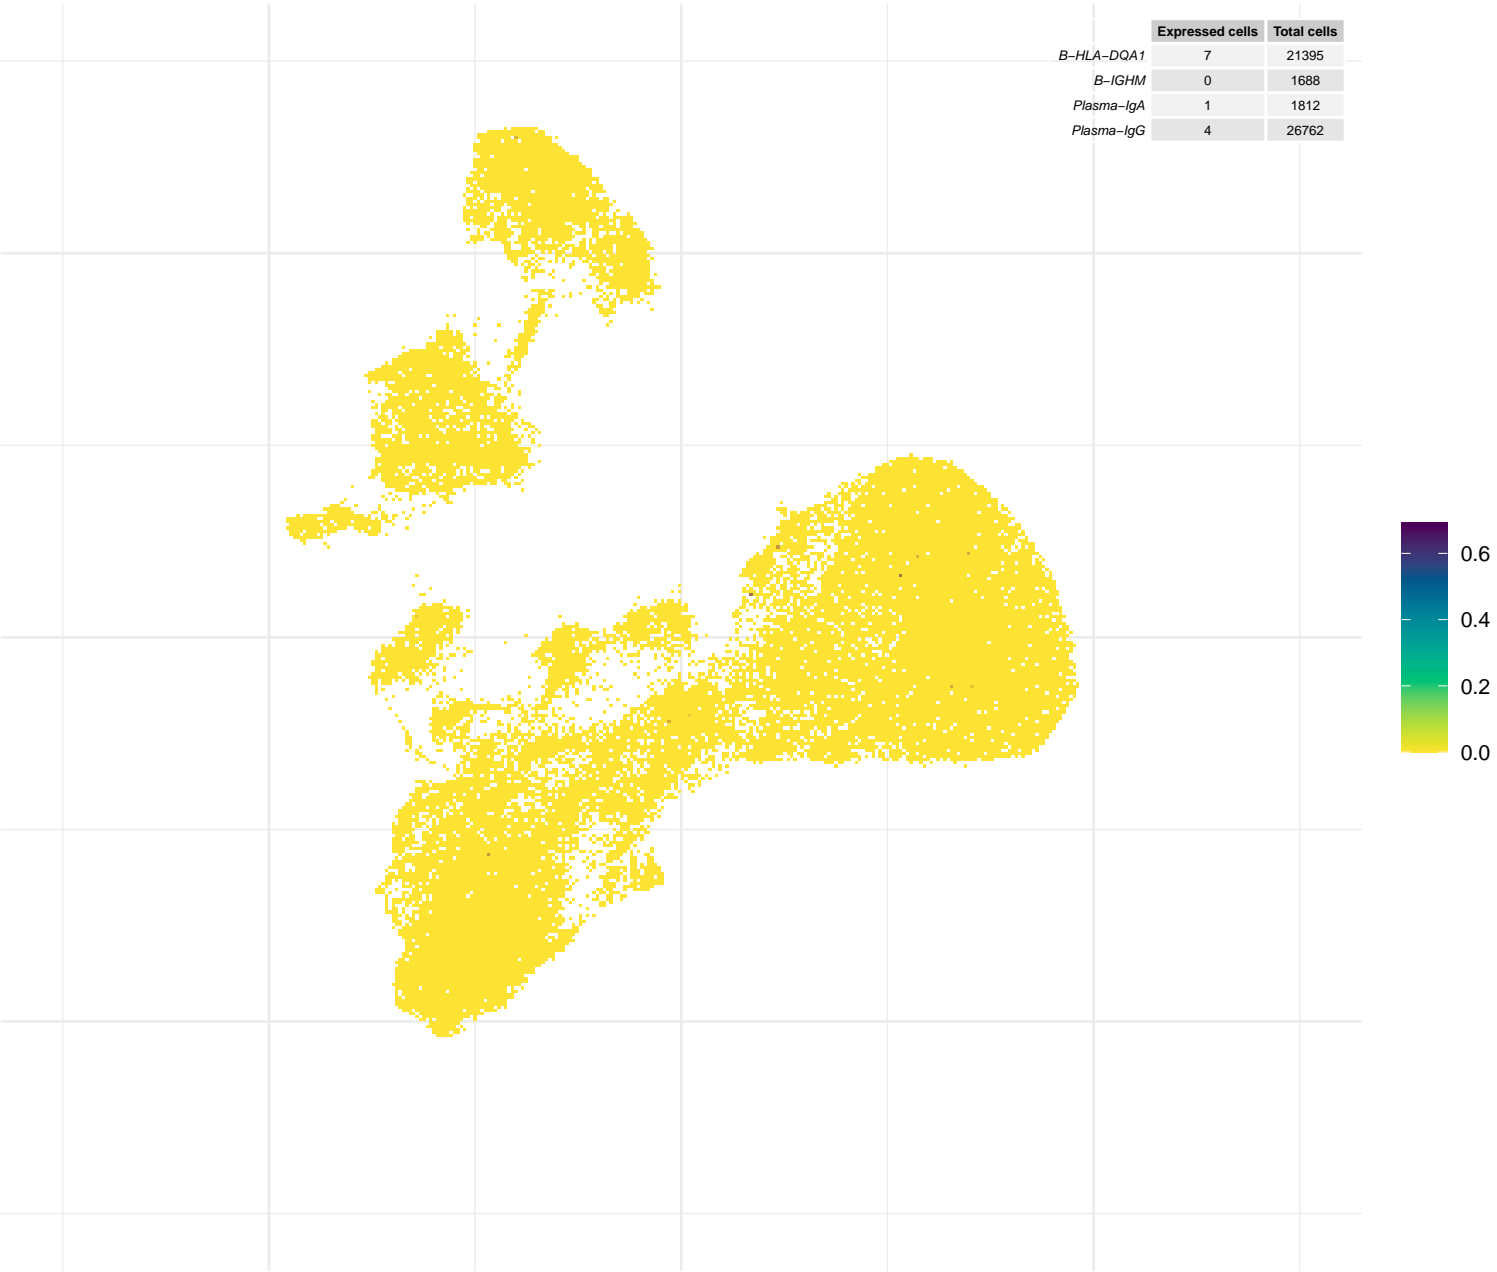 Expressed cells Total cells
B−HLA−DQA1 7 21395
B−IGHM 0 1688
Plasma−IgA 1 1812
Plasma−IgG 4 26762
0.6
0.4
0.2
0.0